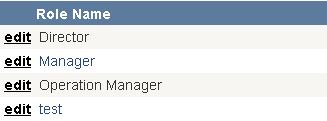 Role Name
edit Director
edit Manager
edit Operation Manager
edit test